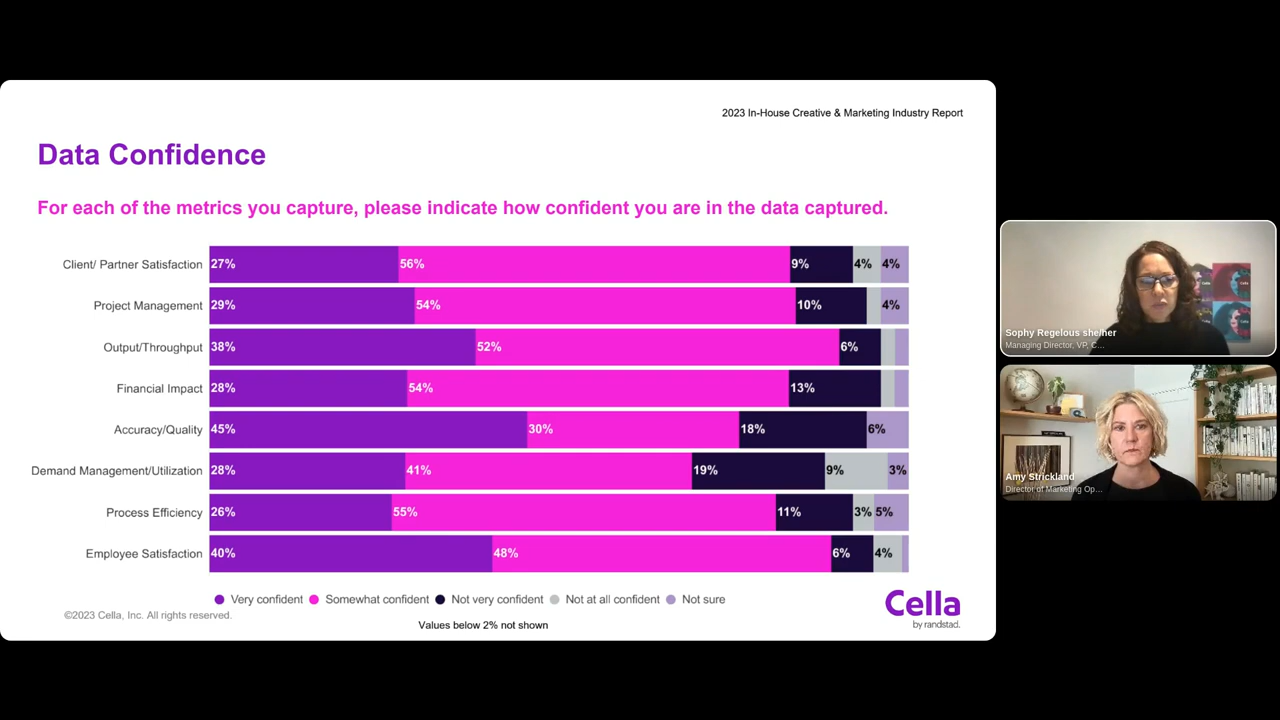 2023 In-House Creative & Marketing Industry Report
Data Confidence
For each of the metrics you capture, please indicate how confident you are in the data captured.
Client/ Partner Satisfaction 27% 56% 9% 4% 4%
Project Management 29% 54% 10% 4%
Output/Throughput 38% 52% 6%
Financial Impact 28% 54% 13%
Accuracy/Quality 45% 30% 18% 6%
Demand Management/Utilization 28% 41% 19% 9% 3%
Process Efficiency 26% 55% 11% 3% 5%
Employee Satisfaction 40% 48% 6% 4%
Very confident Somewhat confident Not very confident Not at all confident Not sure
©2023 Cella, Inc. All rights reserved.
Values below 2% not shown
Cella
by randstad.
Sophy Regelous she/her
Managing Director, VP, C...
Amy Strickland
Director of Marketing Op...